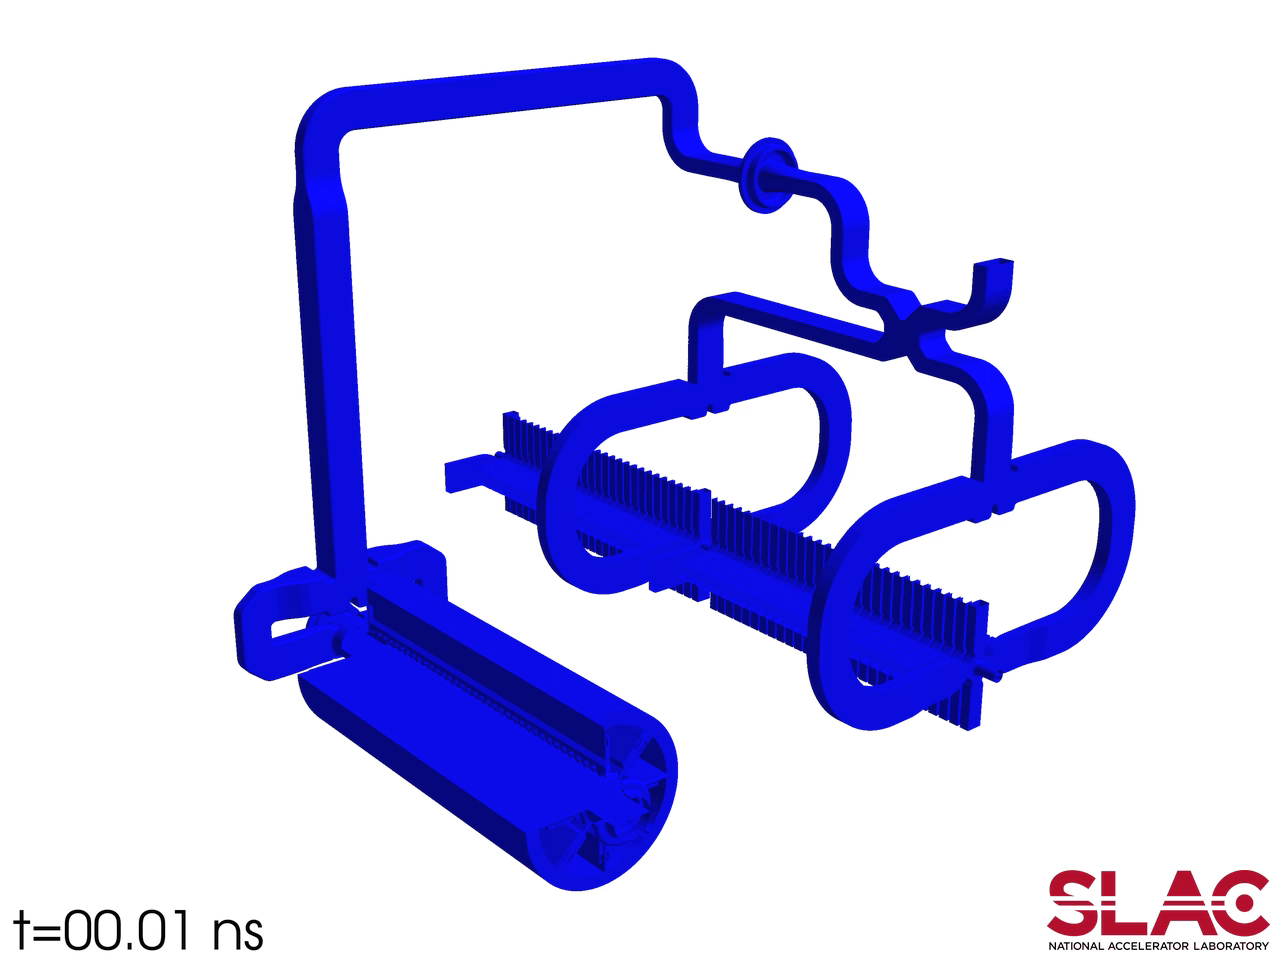 t=00.01 ns
SLAC
NATIONAL ACCELERATOR LABORATORY